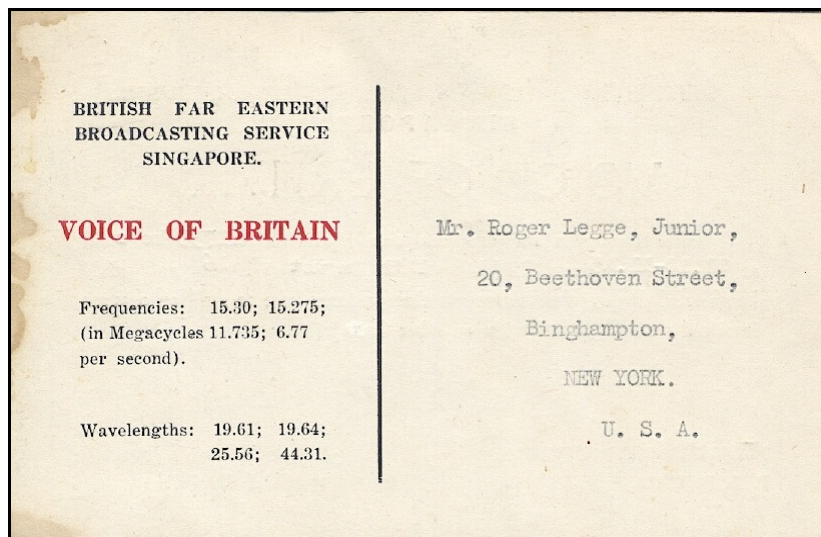 BRITISH FAR EASTERN
BROADCASTING SERVICE
SINGAPORE.
VOICE OF BRITAIN
Frequencies: 15.30; 15.275;
(in Megacycles 11.735; 6.77
per second).
Wavelengths: 19.61; 19.64;
25.56; 44.31.
Mr. Roger Legge, Junior,
20, Beethoven Street,
Binghampton,
NEW YORK.
U. S. A.